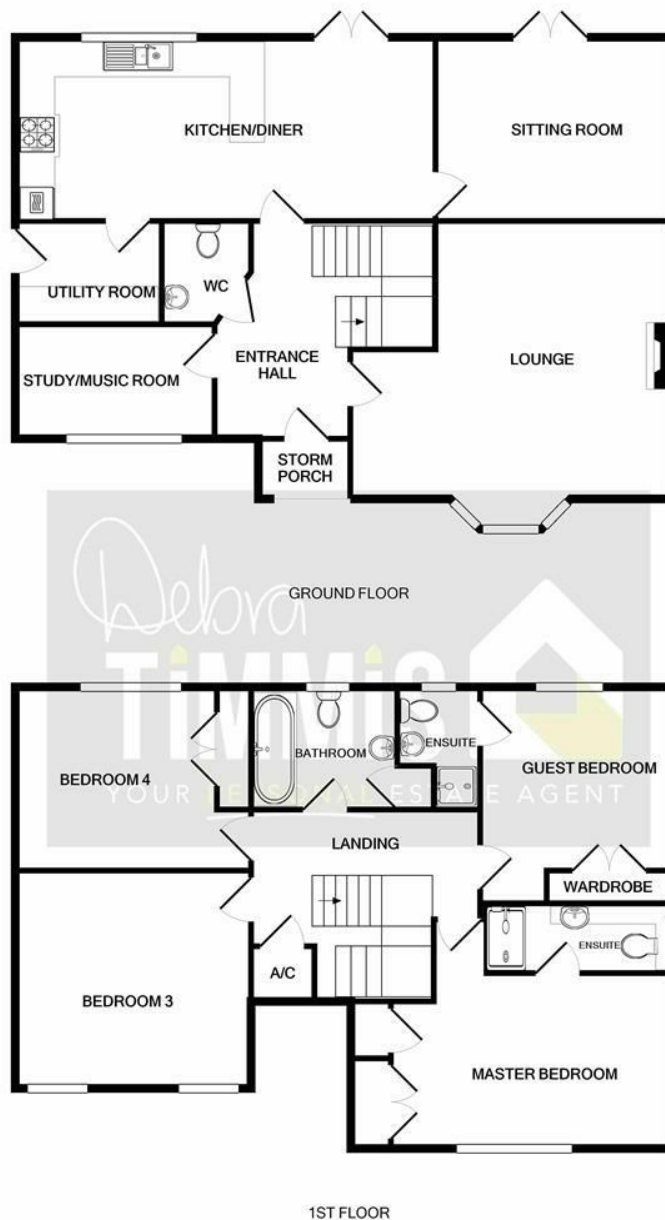 KITCHEN/DINER
SITTING ROOM
UTILITY ROOM
WC
STUDY/MUSIC ROOM
ENTRANCE
HALL
LOUNGE
STORM
PORCH
GROUND FLOOR
Debra
TIMMIS
YOUR PERSONAL ESTATE AGENT
BEDROOM 4
BATHROOM
ENSUITE
GUEST BEDROOM
LANDING
WARDROBE
ENSUITE
A/C
BEDROOM 3
MASTER BEDROOM
1ST FLOOR